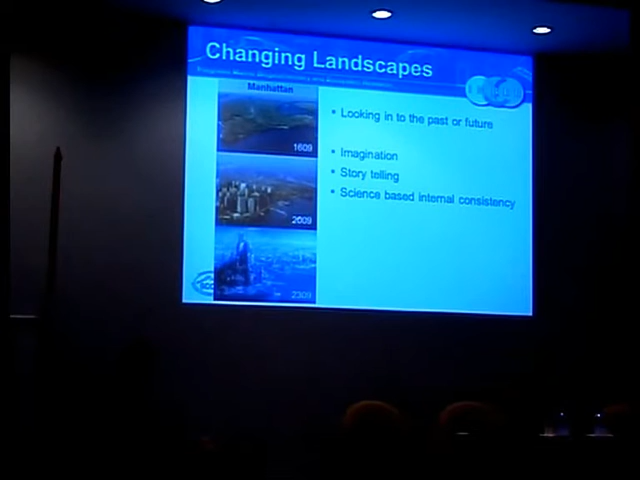 Changing Landscapes
Manhattan
1609
2009
2309
• Looking in to the past or future
• Imagination
• Story telling
• Science based internal consistency